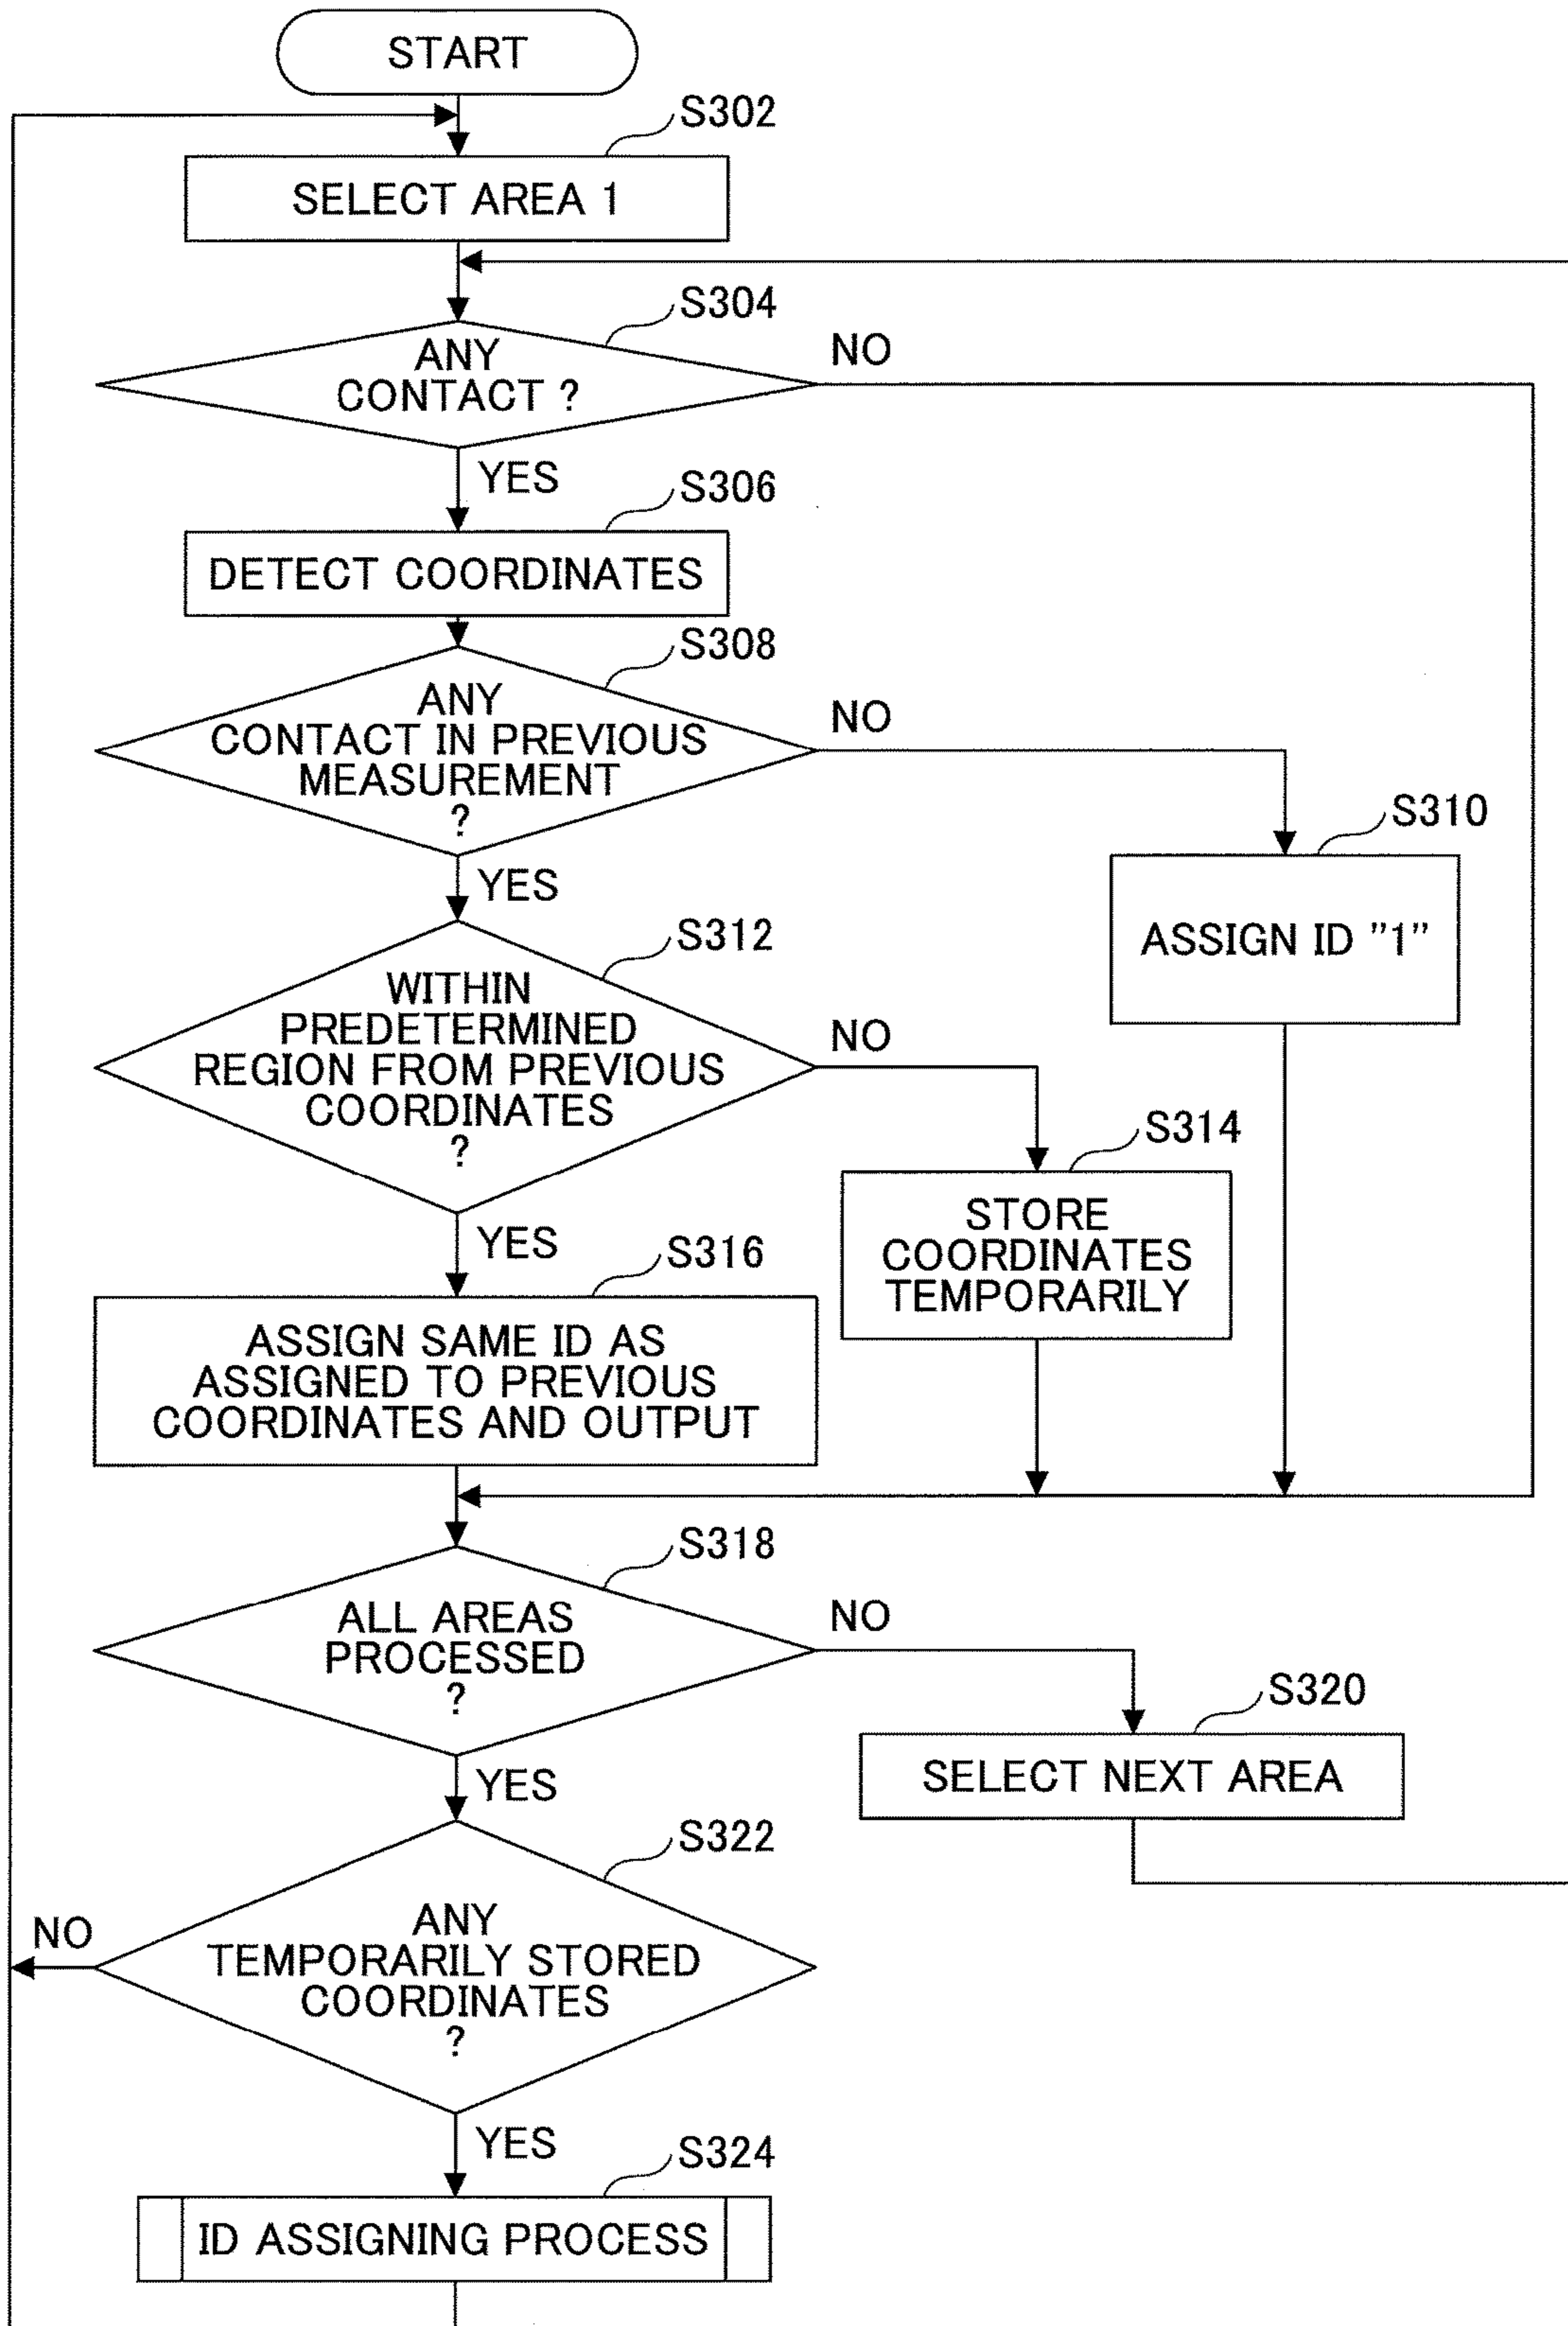 START
S302
SELECT AREA 1
S304
ANY
CONTACT ?
NO
YES
S306
DETECT COORDINATES
S308
ANY
CONTACT IN PREVIOUS
MEASUREMENT
?
NO
YES
S310
ASSIGN ID "1"
S312
WITHIN
PREDETERMINED
REGION FROM PREVIOUS
COORDINATES
?
NO
YES
S314
STORE
COORDINATES
TEMPORARILY
S316
ASSIGN SAME ID AS
ASSIGNED TO PREVIOUS
COORDINATES AND OUTPUT
S318
ALL AREAS
PROCESSED
?
NO
YES
S320
SELECT NEXT AREA
S322
ANY
TEMPORARILY STORED
COORDINATES
?
NO
YES
S324
ID ASSIGNING PROCESS